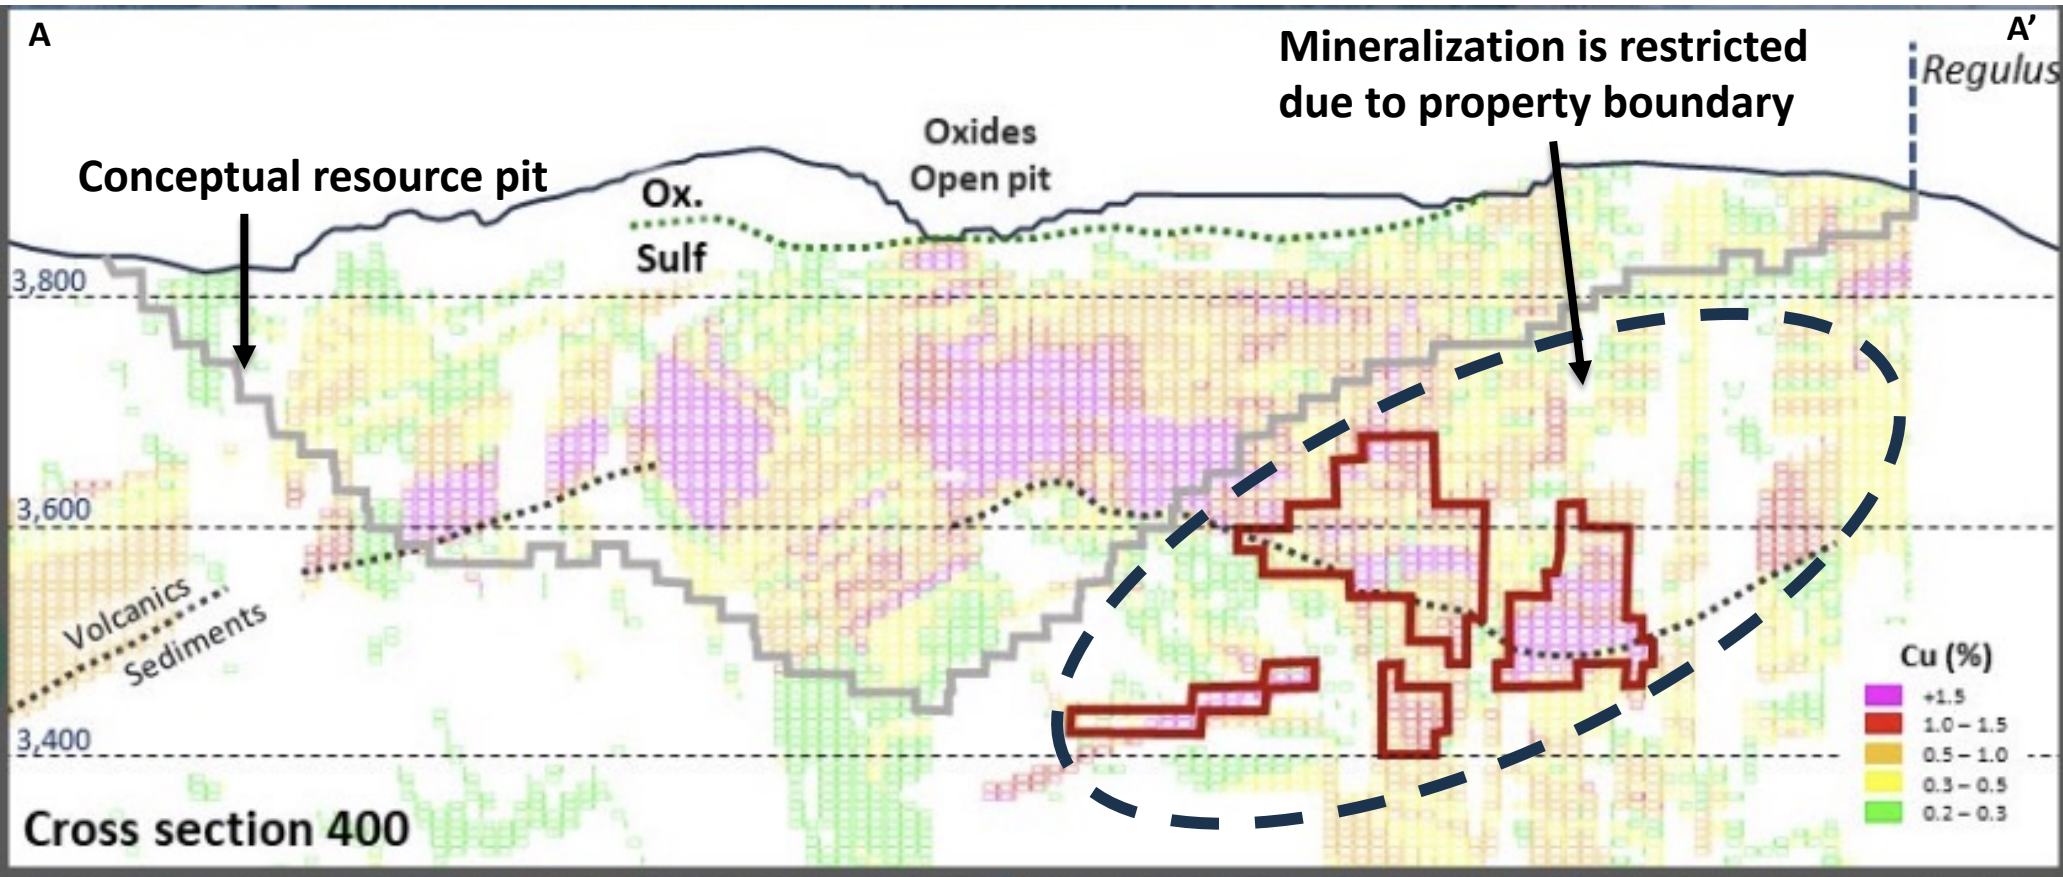 A
A’
Mineralization is restricted
due to property boundary
Regulus
Oxides
Open pit
Conceptual resource pit
Ox.
Sulf
3,800
3,600
Volcanics
Sediments
Cu (%)
+1.5
1.0 – 1.5
0.5 – 1.0
0.3 – 0.5
0.2 – 0.3
3,400
Cross section 400